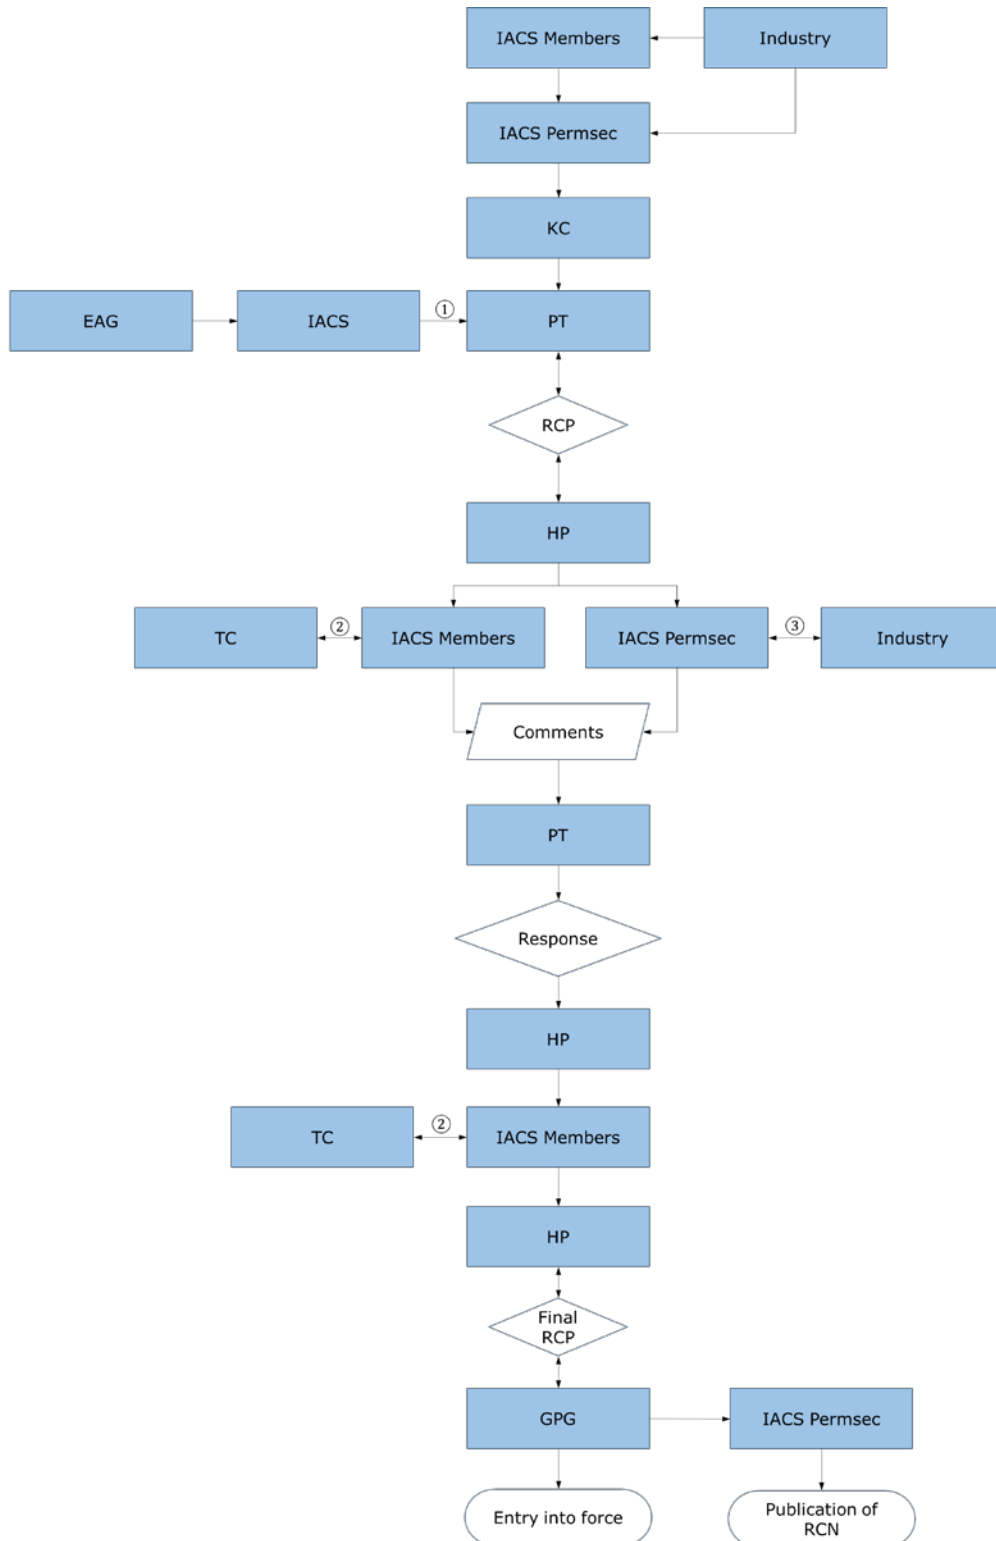 IACS Members
Industry
IACS Permsec
KC
EAG
IACS
①
PT
RCP
HP
TC
②
IACS Members
IACS Permsec
③
Industry
Comments
PT
Response
HP
TC
②
IACS Members
HP
Final
RCP
GPG
IACS Permsec
Entry into force
Publication of
RCN